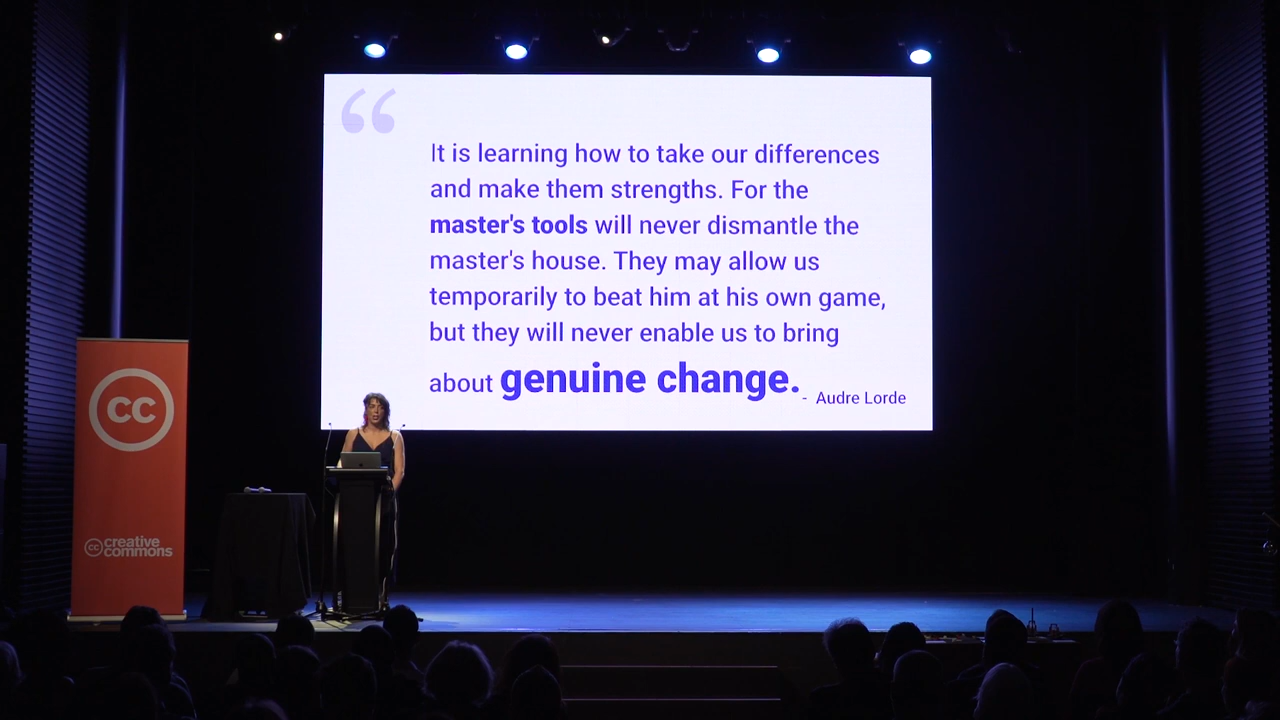 “
It is learning how to take our differences
and make them strengths. For the
master's tools will never dismantle the
master's house. They may allow us
temporarily to beat him at his own game,
but they will never enable us to bring
about genuine change.
- Audre Lorde
cc
cc creative
commons